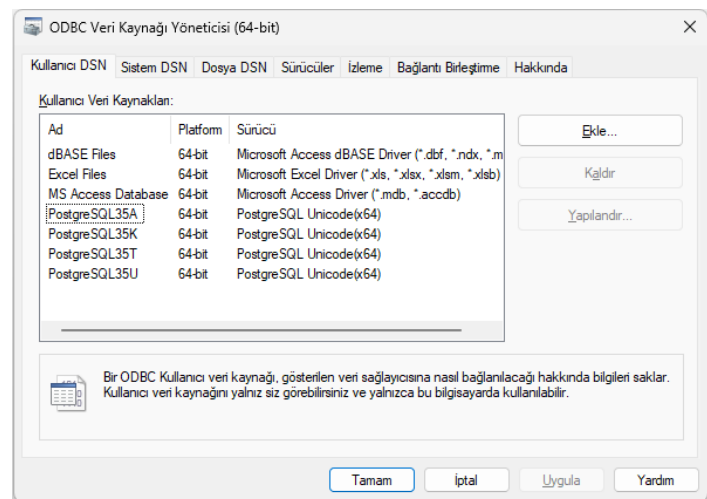 ODBC Veri Kaynağı Yöneticisi (64-bit)
Kullanıcı DSN Sistem DSN Dosya DSN Sürücüler İzleme Bağlantı Birleştirme Hakkında
Kullanıcı Veri Kaynakları:
Ad Platform Sürücü
dBASE Files 64-bit Microsoft Access dBASE Driver (*.dbf, *.ndx, *.m
Excel Files 64-bit Microsoft Excel Driver (*.xls, *.xlsx, *.xlsm, *.xlsb)
MS Access Database 64-bit Microsoft Access Driver (*.mdb, *.accdb)
PostgreSQL35A 64-bit PostgreSQL Unicode(x64)
PostgreSQL35K 64-bit PostgreSQL Unicode(x64)
PostgreSQL35T 64-bit PostgreSQL Unicode(x64)
PostgreSQL35U 64-bit PostgreSQL Unicode(x64)
Ekle...
Kaldır
Yapılandır...
Bir ODBC Kullanıcı veri kaynağı, gösterilen veri sağlayıcısına nasıl bağlanılacağı hakkında bilgileri saklar.
Kullanıcı veri kaynağını yalnız siz görebilirsiniz ve yalnızca bu bilgisayarda kullanılabilir.
Tamam İptal Uygula Yardım